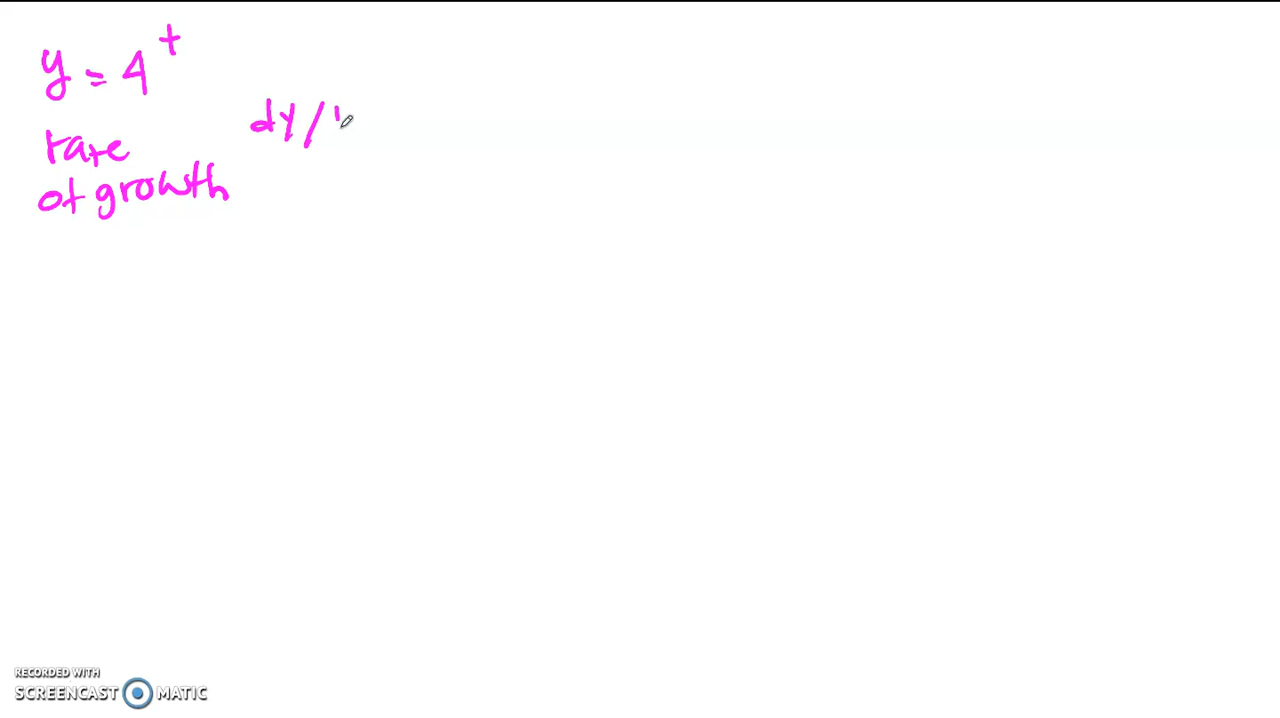 y = 4^t
rate
of growth
dy/
RECORDED WITH
SCREENCAST MATIC